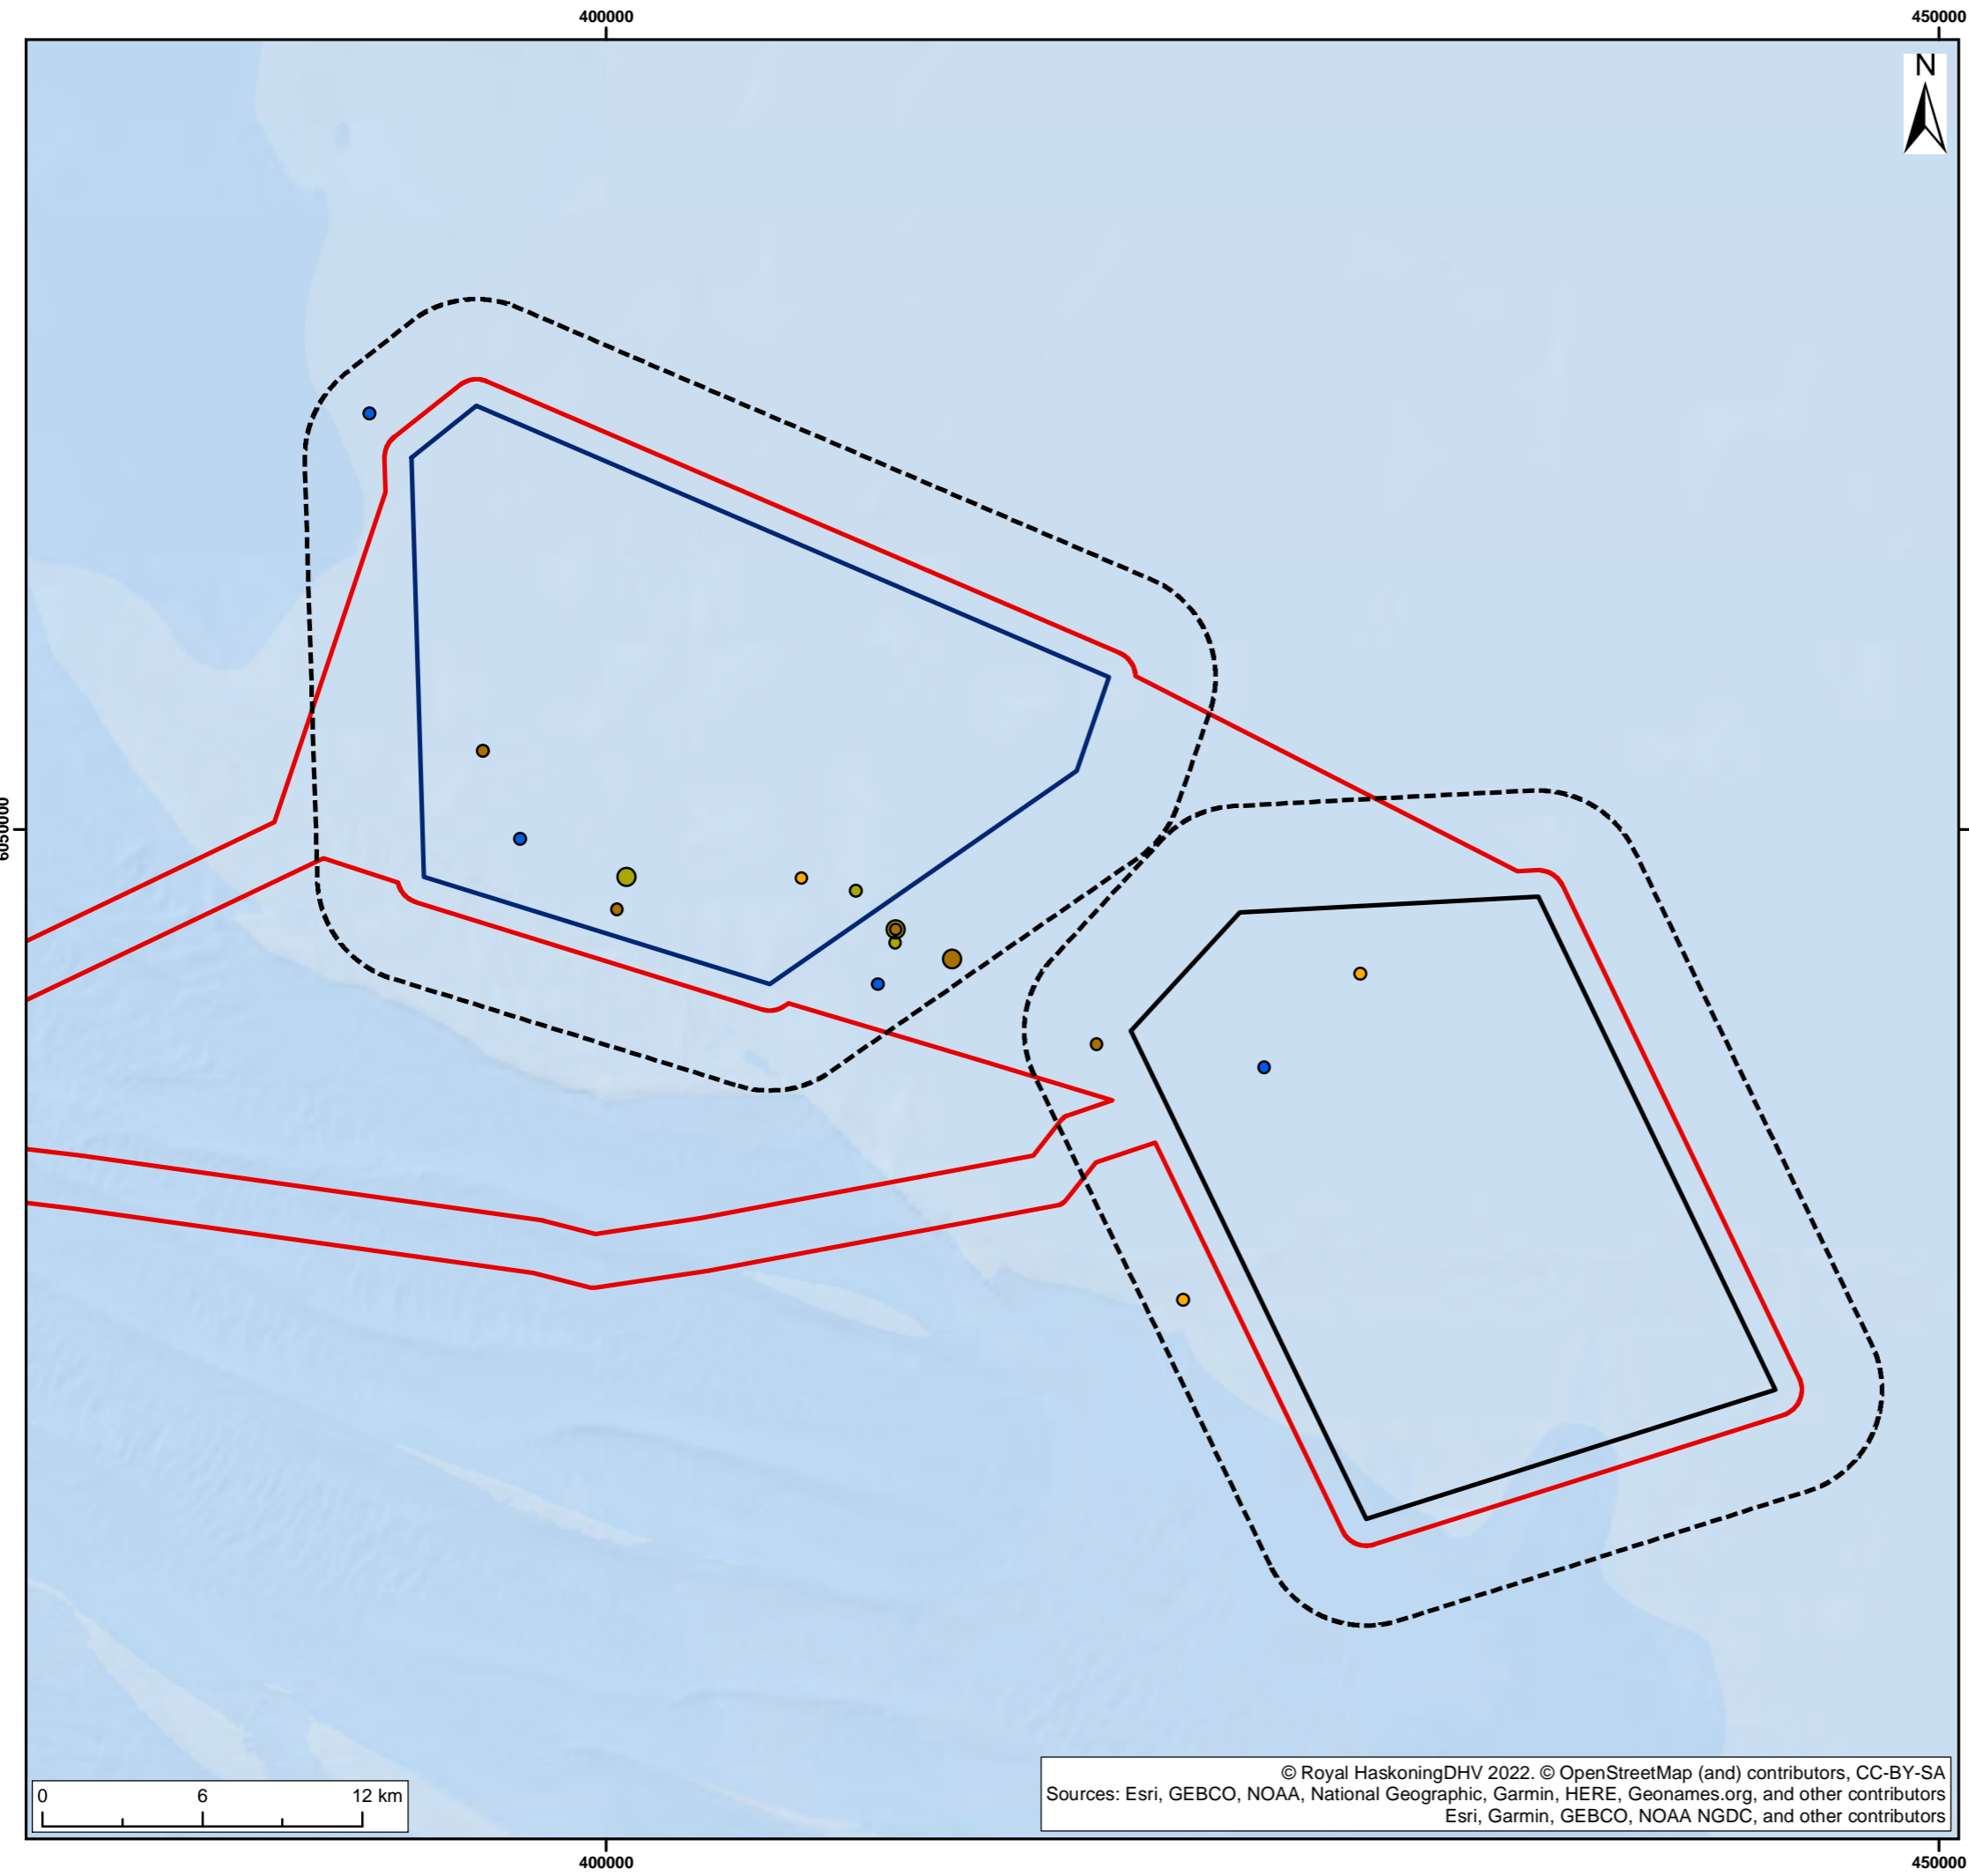 400000
450000
N
6050000
0
6
12 km
© Royal HaskoningDHV 2022. © OpenStreetMap (and) contributors, CC-BY-SA
Sources: Esri, GEBCO, NOAA, National Geographic, Garmin, HERE, Geonames.org, and other contributors
Esri, Garmin, GEBCO, NOAA NGDC, and other contributors
400000
450000